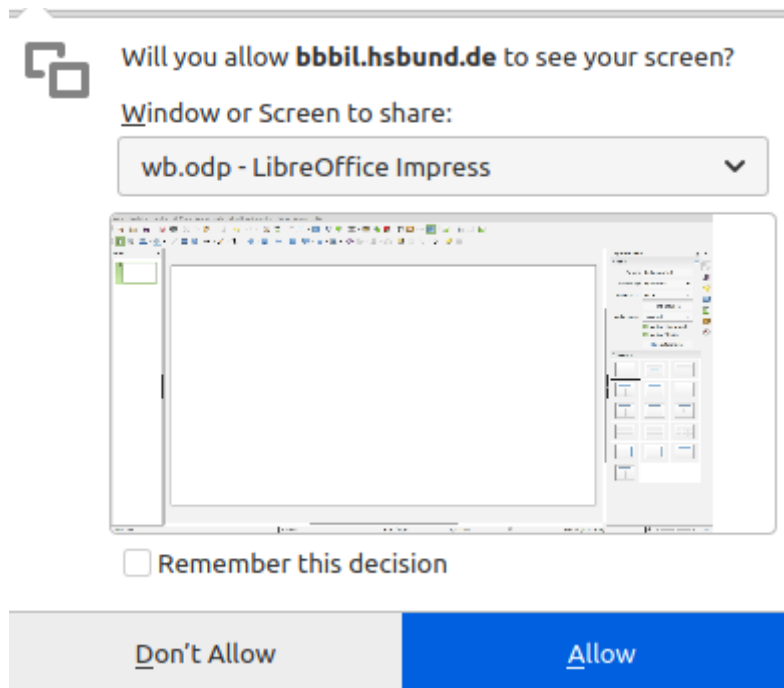 Will you allow bbbil.hsbund.de to see your screen?
Window or Screen to share:
wb.odp - LibreOffice Impress
Remember this decision
Don’t Allow
Allow